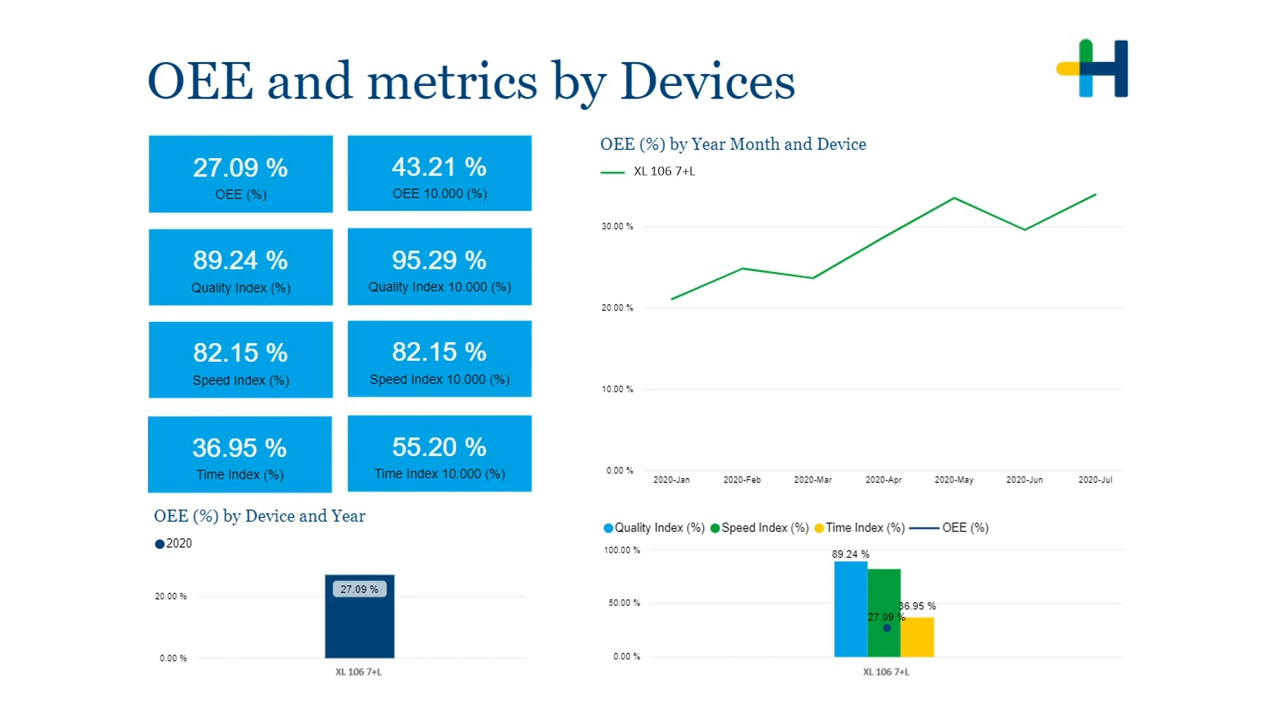 OEE and metrics by Devices
27.09 %
OEE (%)
43.21 %
OEE 10.000 (%)
89.24 %
Quality Index (%)
95.29 %
Quality Index 10.000 (%)
82.15 %
Speed Index (%)
82.15 %
Speed Index 10.000 (%)
36.95 %
Time Index (%)
55.20 %
Time Index 10.000 (%)
OEE (%) by Year Month and Device
XL 106 7+L
30.00 %
20.00 %
10.00 %
0.00 %
2020-Jan 2020-Feb 2020-Mar 2020-Apr 2020-May 2020-Jun 2020-Jul
OEE (%) by Device and Year
2020
20.00 %
27.09 %
0.00 %
XL 106 7+L
Quality Index (%) Speed Index (%) Time Index (%) OEE (%)
100.00 %
89.24 %
50.00 %
36.95 %
27.09 %
0.00 %
XL 106 7+L